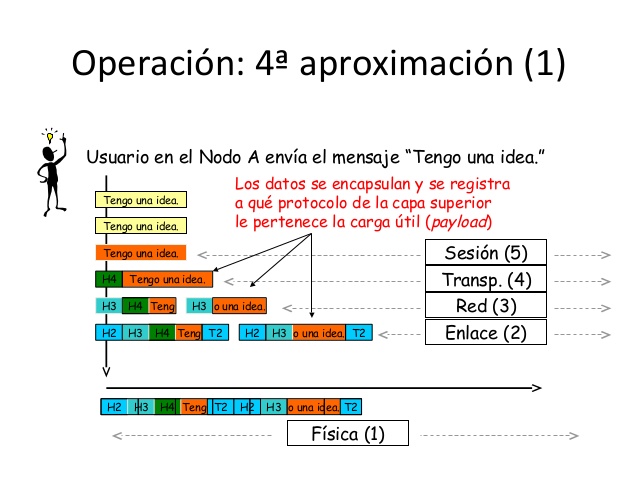 Operación: 4ª aproximación (1)
Usuario en el Nodo A envía el mensaje “Tengo una idea.”
Los datos se encapsulan y se registra
a qué protocolo de la capa superior
le pertenece la carga útil (payload)
Tengo una idea.
Tengo una idea.
Tengo una idea.
Sesión (5)
H4 Tengo una idea.
Transp. (4)
H3 H4 Teng H3 o una idea.
Red (3)
H2 H3 H4 Teng T2 H2 H3 o una idea. T2
Enlace (2)
H2 H3 H4 Teng T2 H2 H3 o una idea. T2
Física (1)